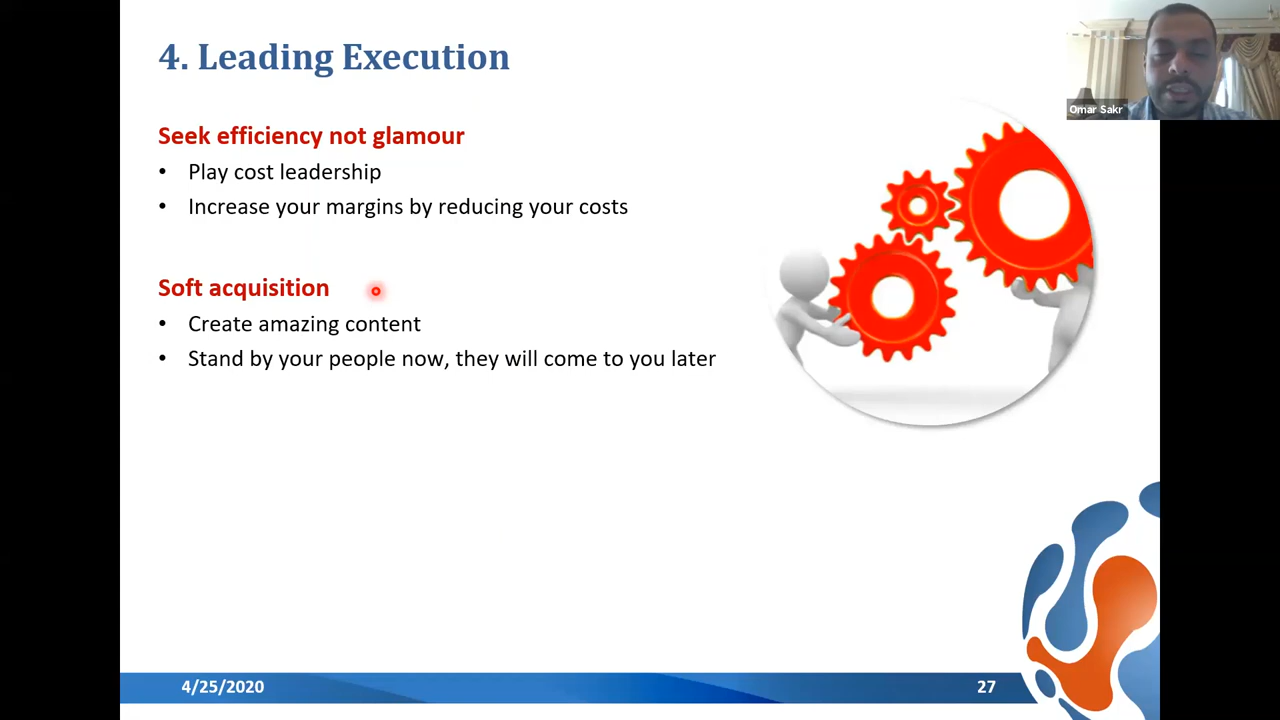 4. Leading Execution
Omar Sakr
Seek efficiency not glamour
• Play cost leadership
• Increase your margins by reducing your costs
Soft acquisition
• Create amazing content
• Stand by your people now, they will come to you later
4/25/2020
27